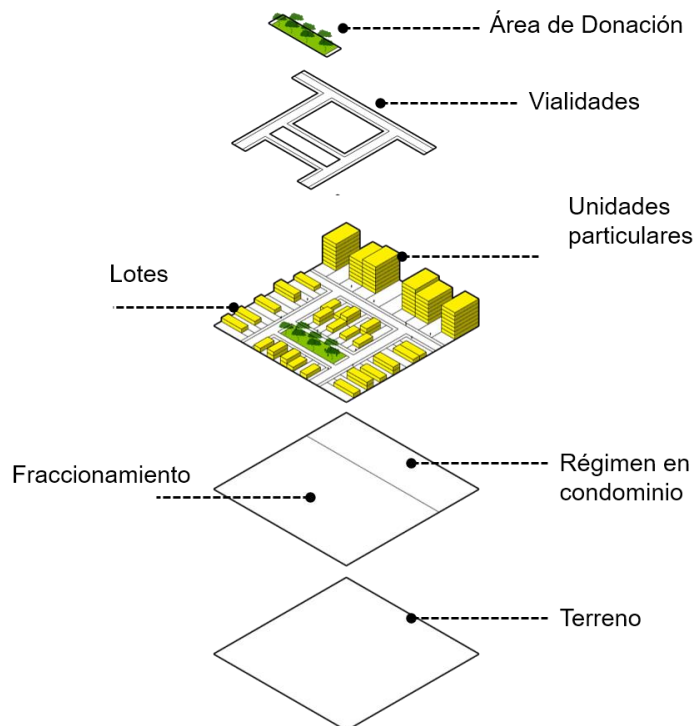 Área de Donación
Vialidades
Unidades
particulares
Lotes
Fraccionamiento
Régimen en
condominio
Terreno